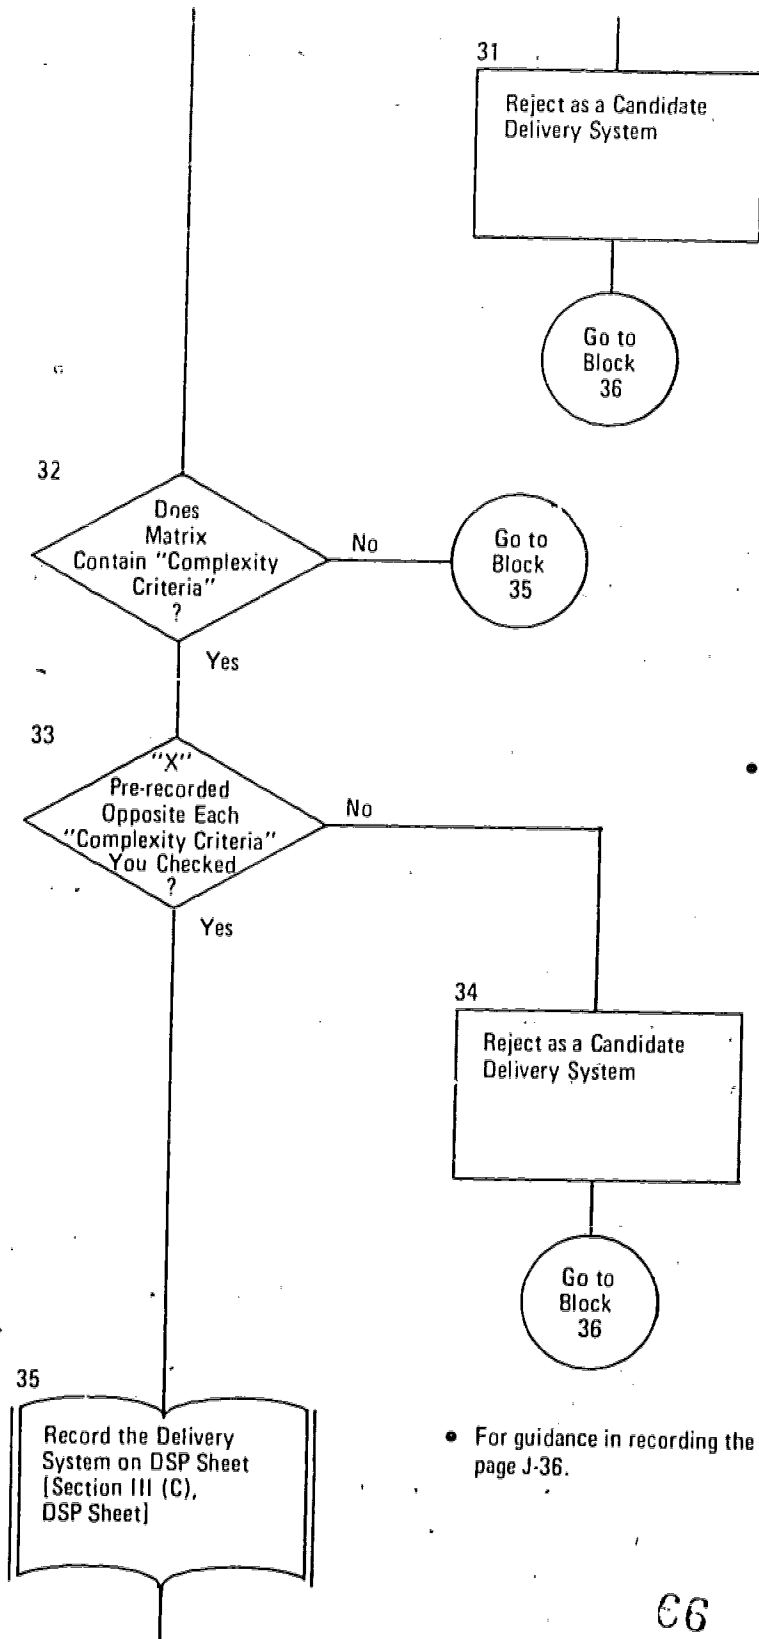 31
Reject as a Candidate
Delivery System
Go to
Block
36
32
Does
Matrix
Contain "Complexity
Criteria"
?
No
Go to
Block
35
Yes
33
"X"
Pre-recorded
Opposite Each
"Complexity Criteria"
You Checked
?
No
Yes
34
Reject as a Candidate
Delivery System
Go to
Block
36
35
Record the Delivery
System on DSP Sheet
[Section III (C),
DSP Sheet]
• For guidance in recording the
page J-36.
66